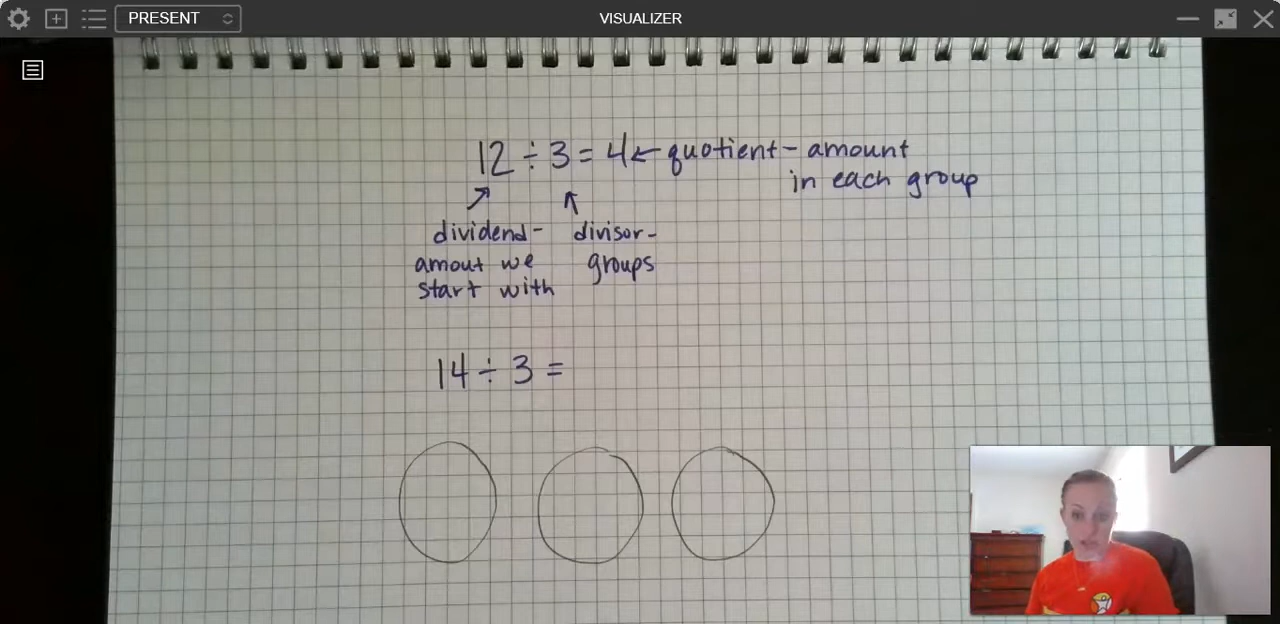 PRESENT
VISUALIZER
12 ÷ 3 = 4 ← quotient - amount
in each group
dividend - divisor -
amout we groups
start with
14 ÷ 3 =